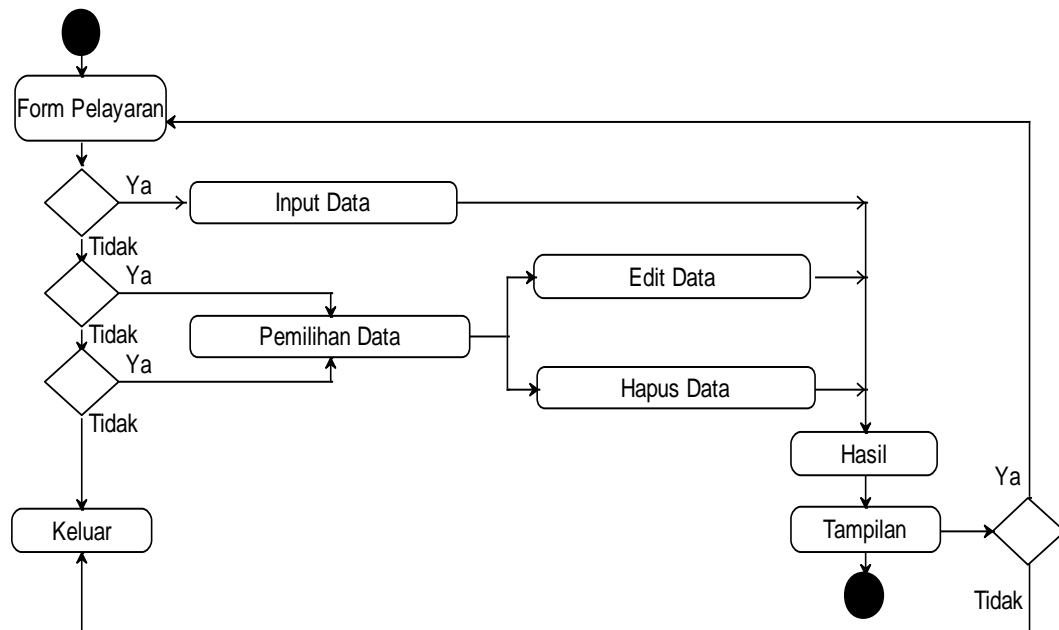 Form Pelayaran
Ya
Input Data
Tidak
Ya
Edit Data
Pemilihan Data
Tidak
Ya
Hapus Data
Tidak
Hasil
Ya
Keluar
Tampilan
Tidak